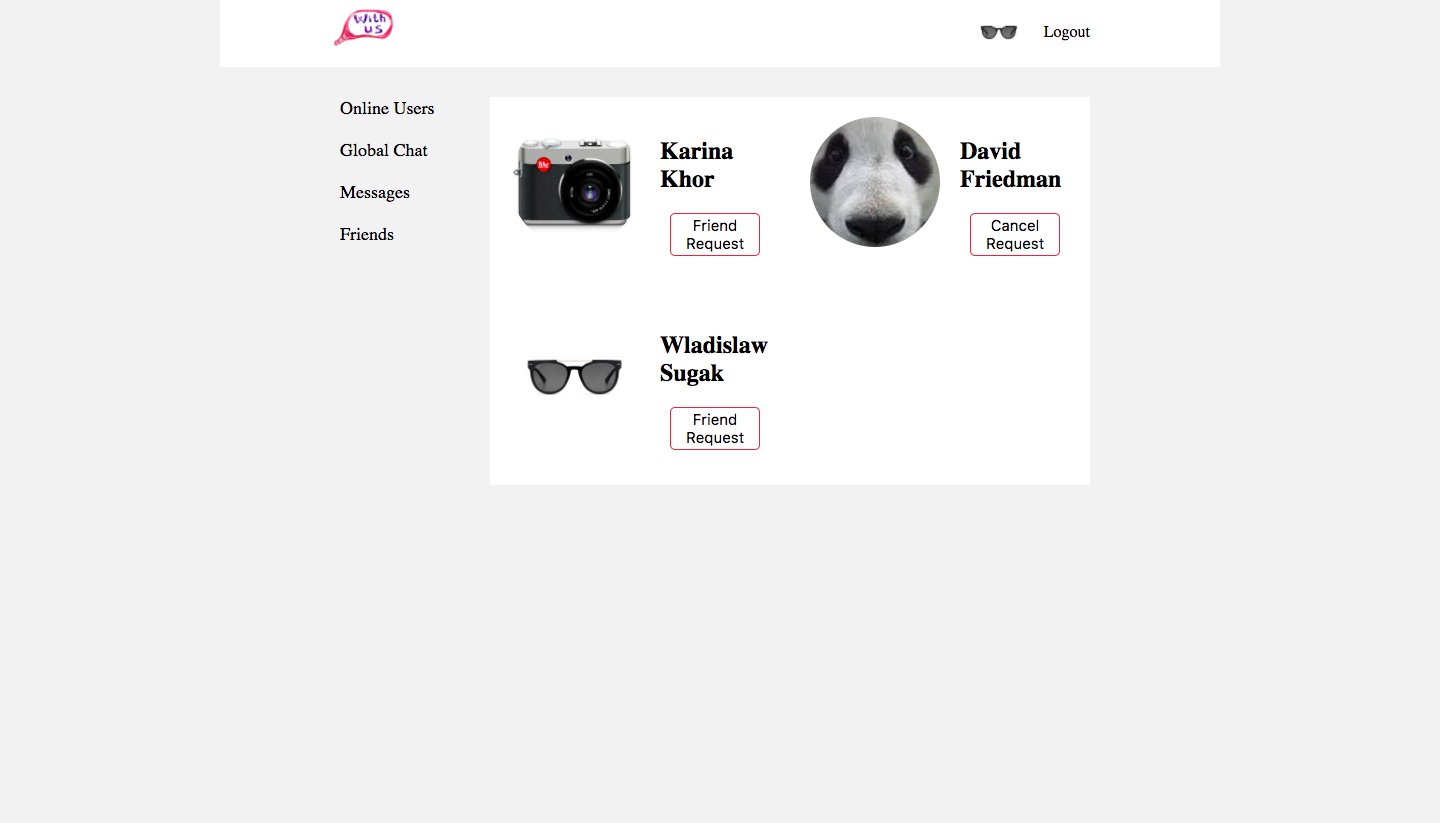 With
us
Logout
Online Users
Global Chat
Messages
Friends
Karina
Khor
Friend
Request
David
Friedman
Cancel
Request
Wladislaw
Sugak
Friend
Request